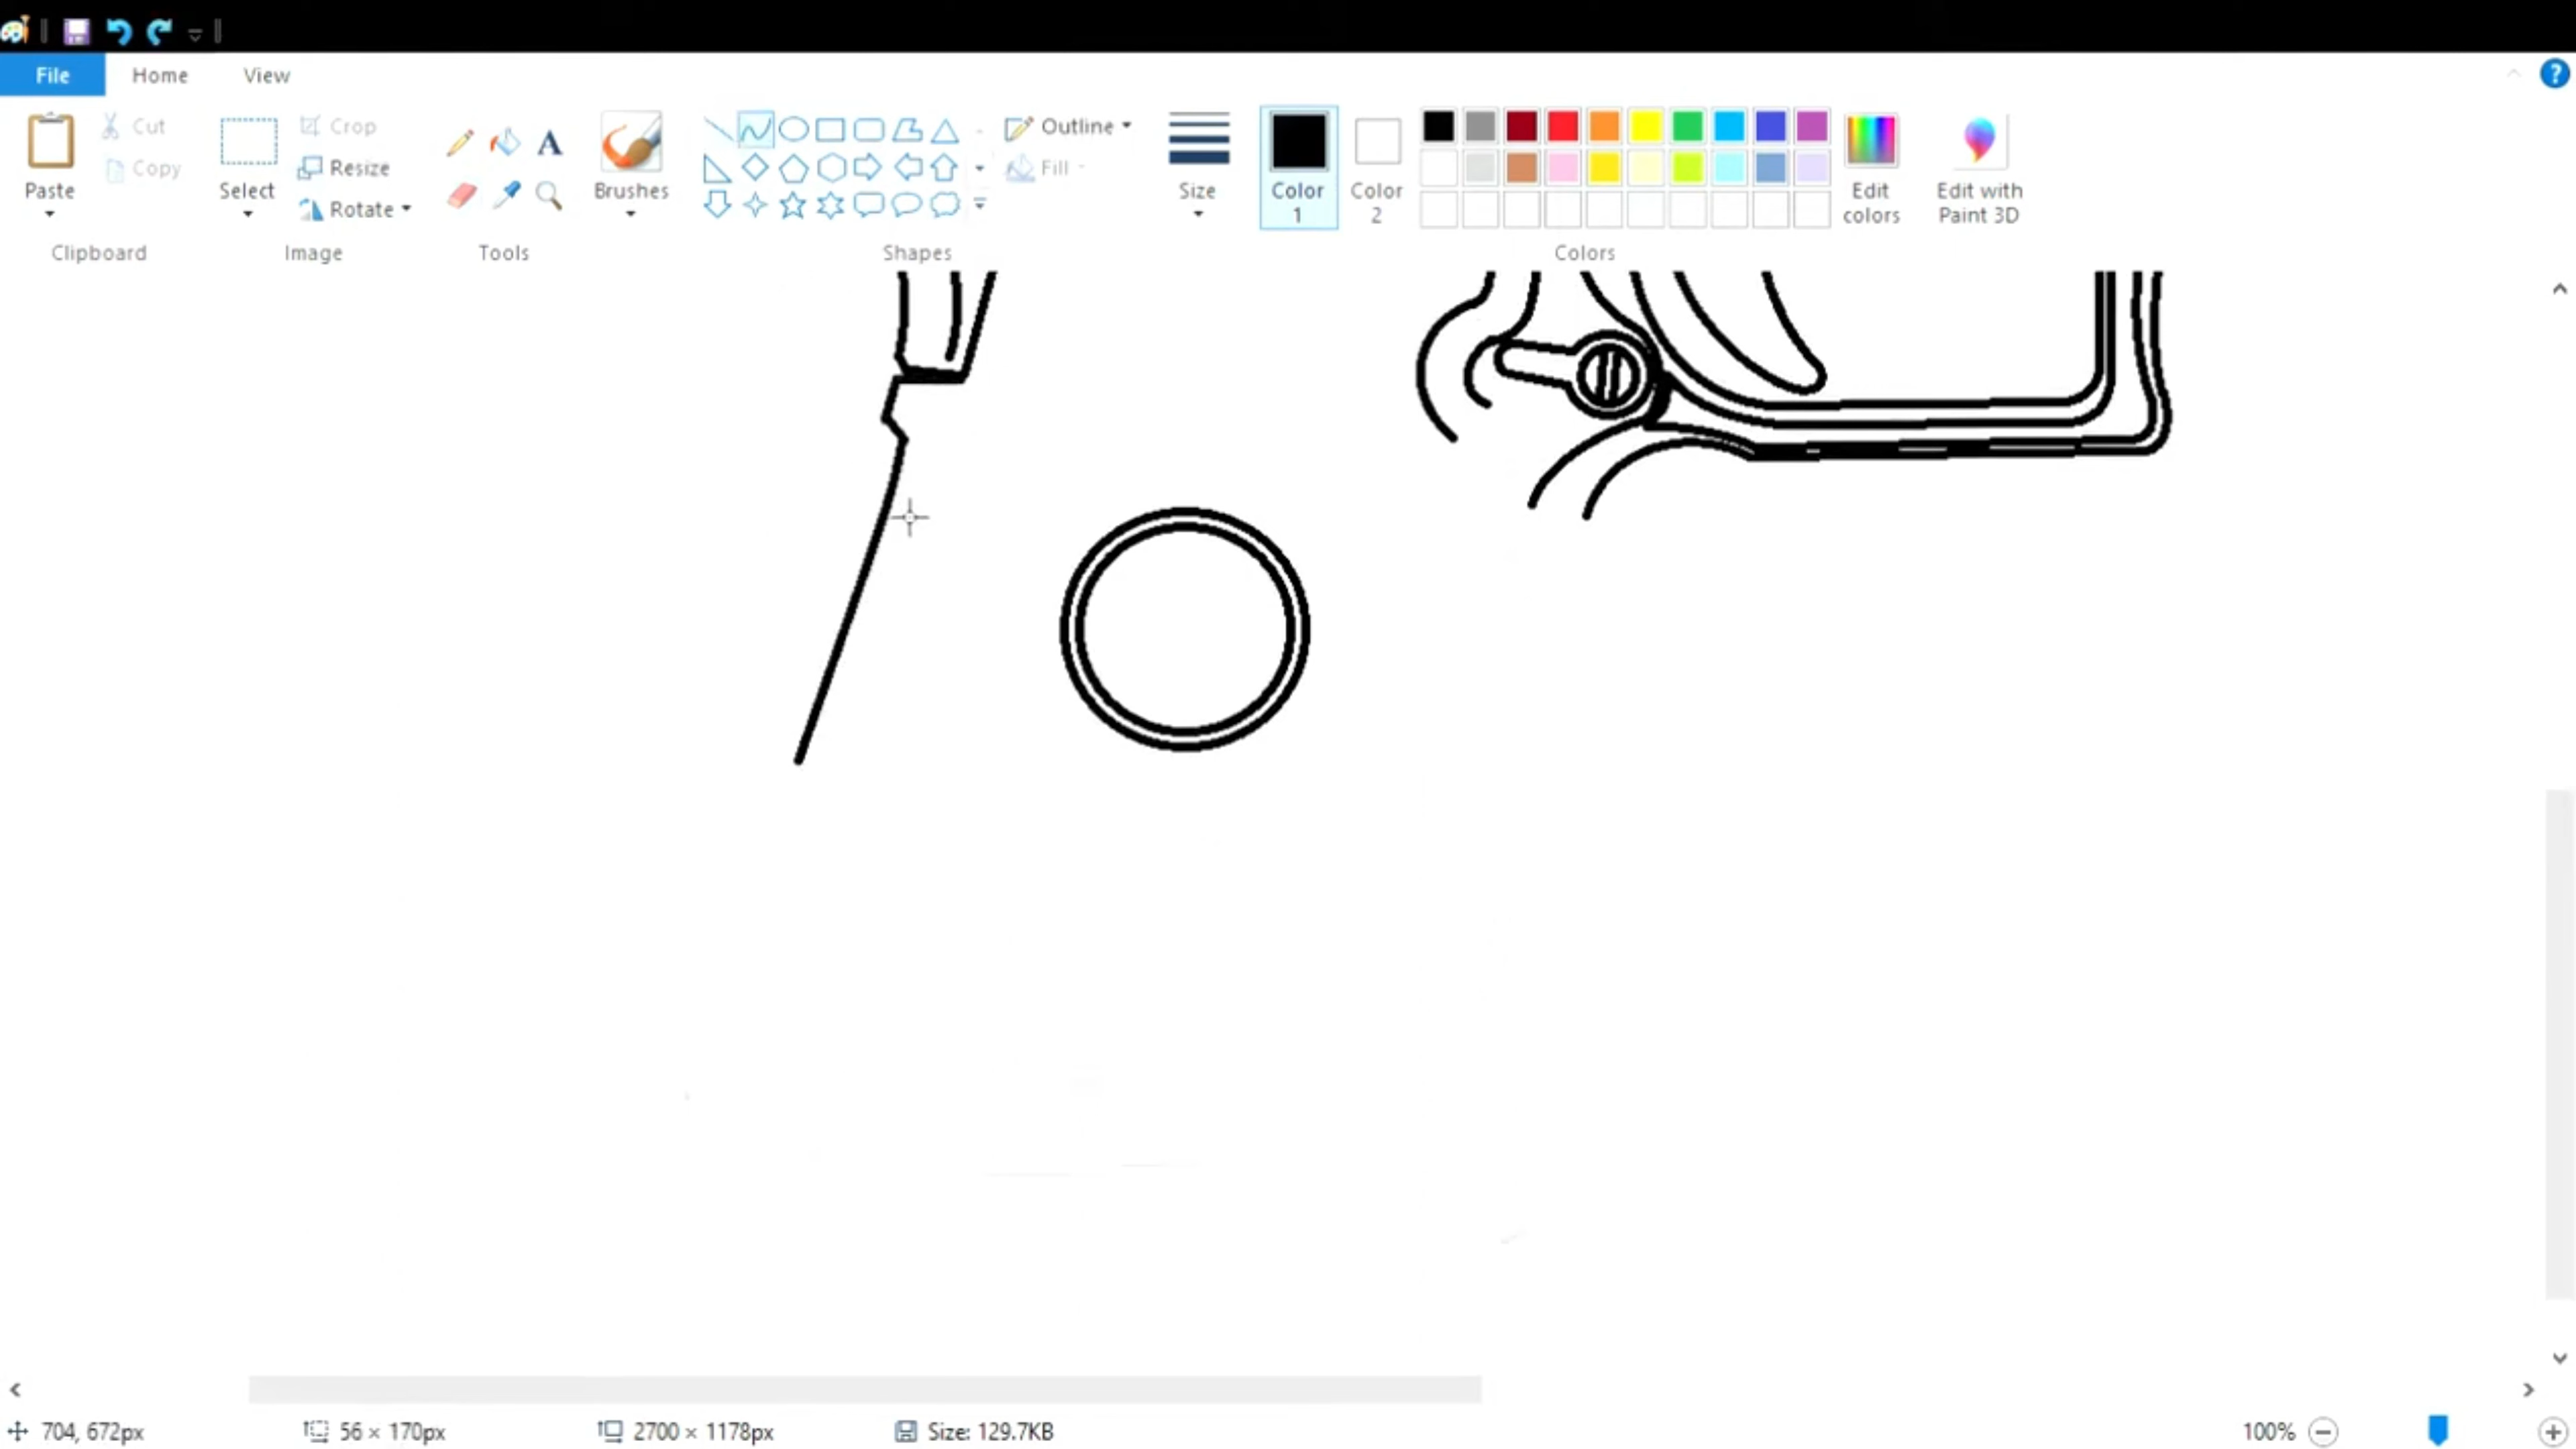 File Home View
Paste
Cut
Copy
Clipboard
Select
Crop
Resize
Rotate
Image
A
Tools
Brushes
Shapes
Outline
Fill
Size
Color
1
Color
2
Colors
Edit
colors
Edit with
Paint 3D
?
704, 672px 56 × 170px 2700 × 1178px Size: 129.7KB 100%